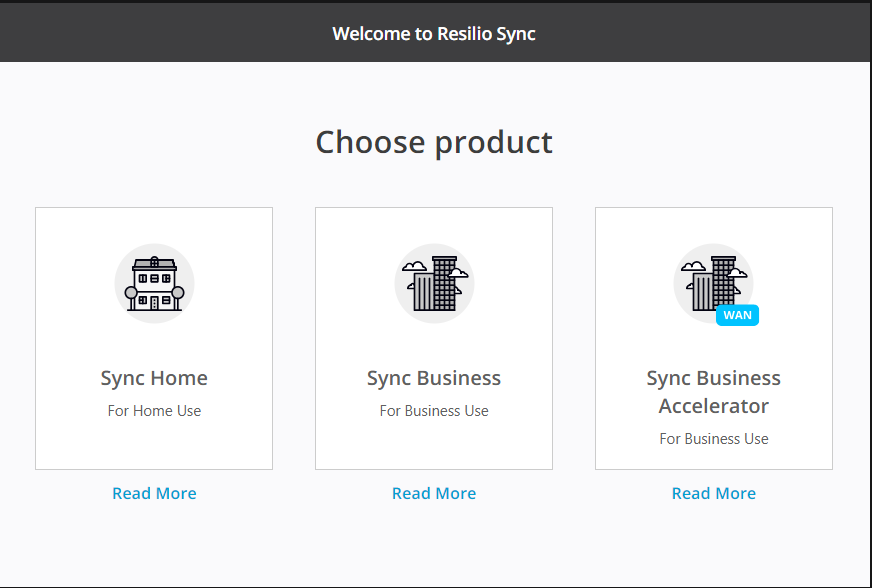 Welcome to Resilio Sync
Choose product
Sync Home
For Home Use
Read More
Sync Business
For Business Use
Read More
WAN
Sync Business
Accelerator
For Business Use
Read More